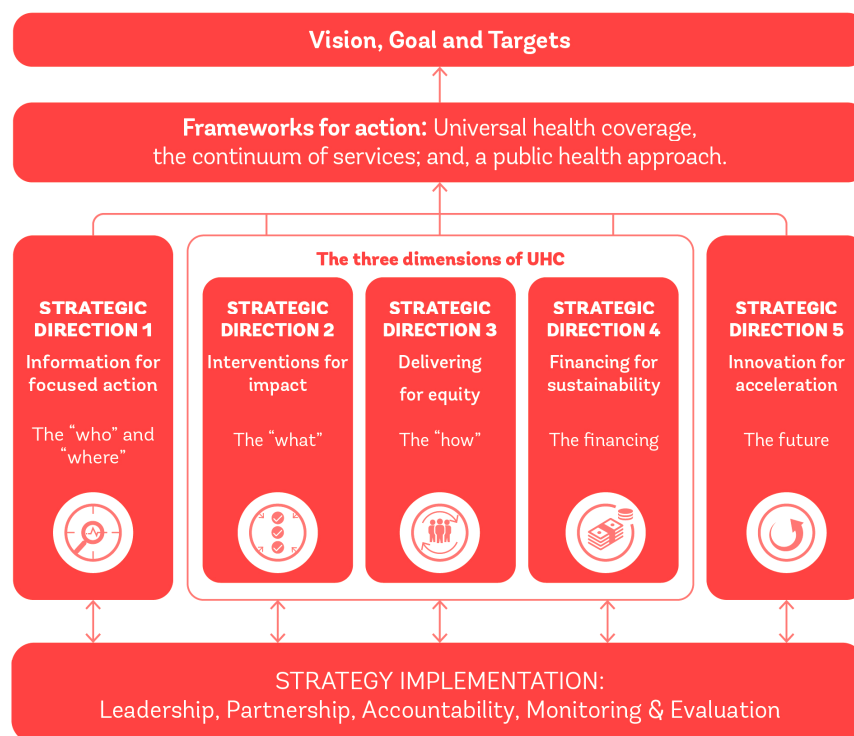 Vision, Goal and Targets
Frameworks for action: Universal health coverage,
the continuum of services; and, a public health approach.
The three dimensions of UHC
STRATEGIC
DIRECTION 1
Information for
focused action
The “who” and
“where”
STRATEGIC
DIRECTION 2
Interventions for
impact
The “what”
STRATEGIC
DIRECTION 3
Delivering
for equity
The “how”
STRATEGIC
DIRECTION 4
Financing for
sustainability
The financing
STRATEGIC
DIRECTION 5
Innovation for
acceleration
The future
STRATEGY IMPLEMENTATION:
Leadership, Partnership, Accountability, Monitoring & Evaluation